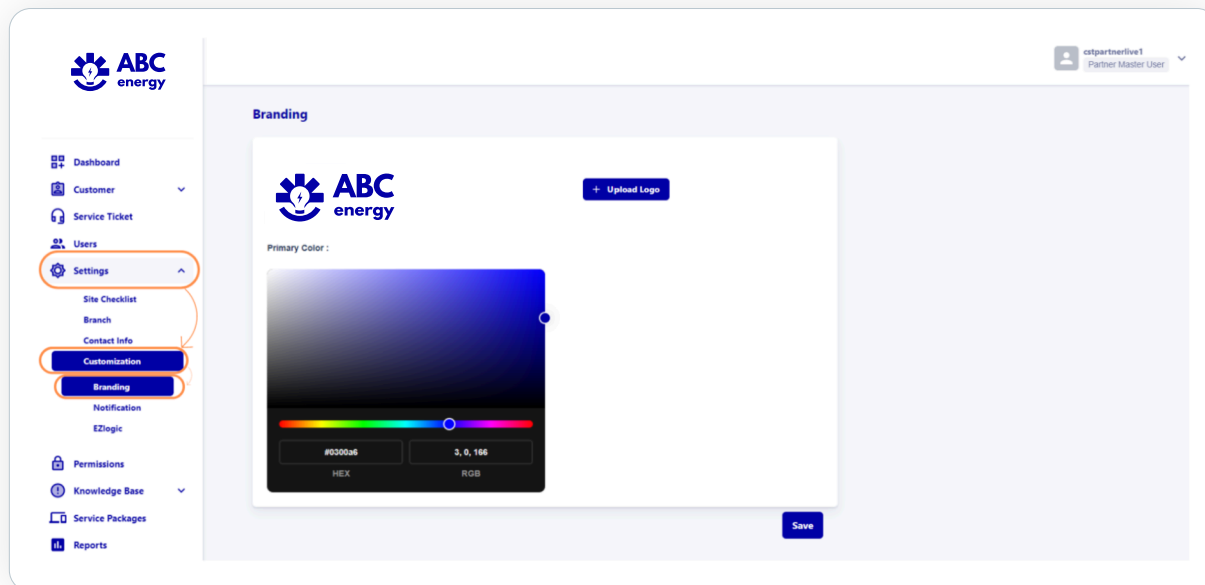 ABC
energy
cstpartnerlive1
Partner Master User
Branding
Dashboard
Customer
Service Ticket
Users
Settings
Site Checklist
Branch
Contact Info
Customization
Branding
Notification
EZlogic
Permissions
Knowledge Base
Service Packages
Reports
ABC
energy
+ Upload Logo
Primary Color :
#0300a6
3, 0, 166
HEX
RGB
Save